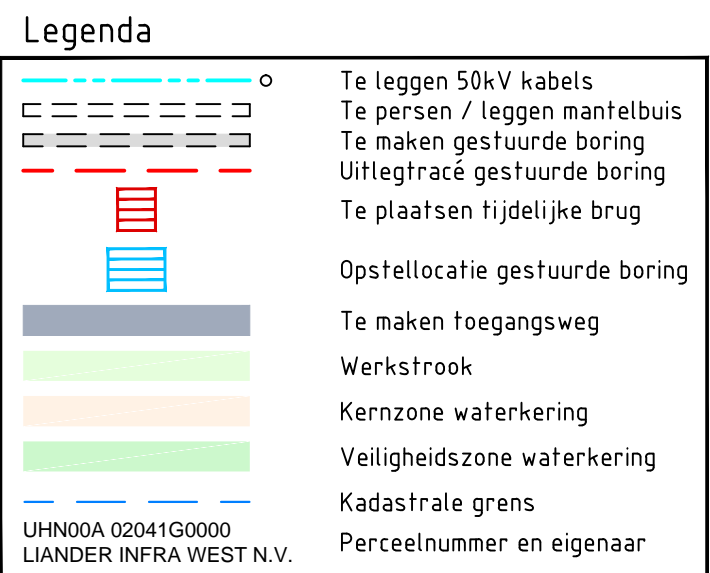 Legenda
Te leggen 50kV kabels
Te persen / leggen mantelbuis
Te maken gestuurde boring
Uitlegtracé gestuurde boring
Te plaatsen tijdelijke brug
Opstellocatie gestuurde boring
Te maken toegangsweg
Werkstrook
Kernzone waterkering
Veiligheidszone waterkering
Kadastrale grens
UHN00A 02041G0000
LIANDER INFRA WEST N.V.
Perceelnummer en eigenaar